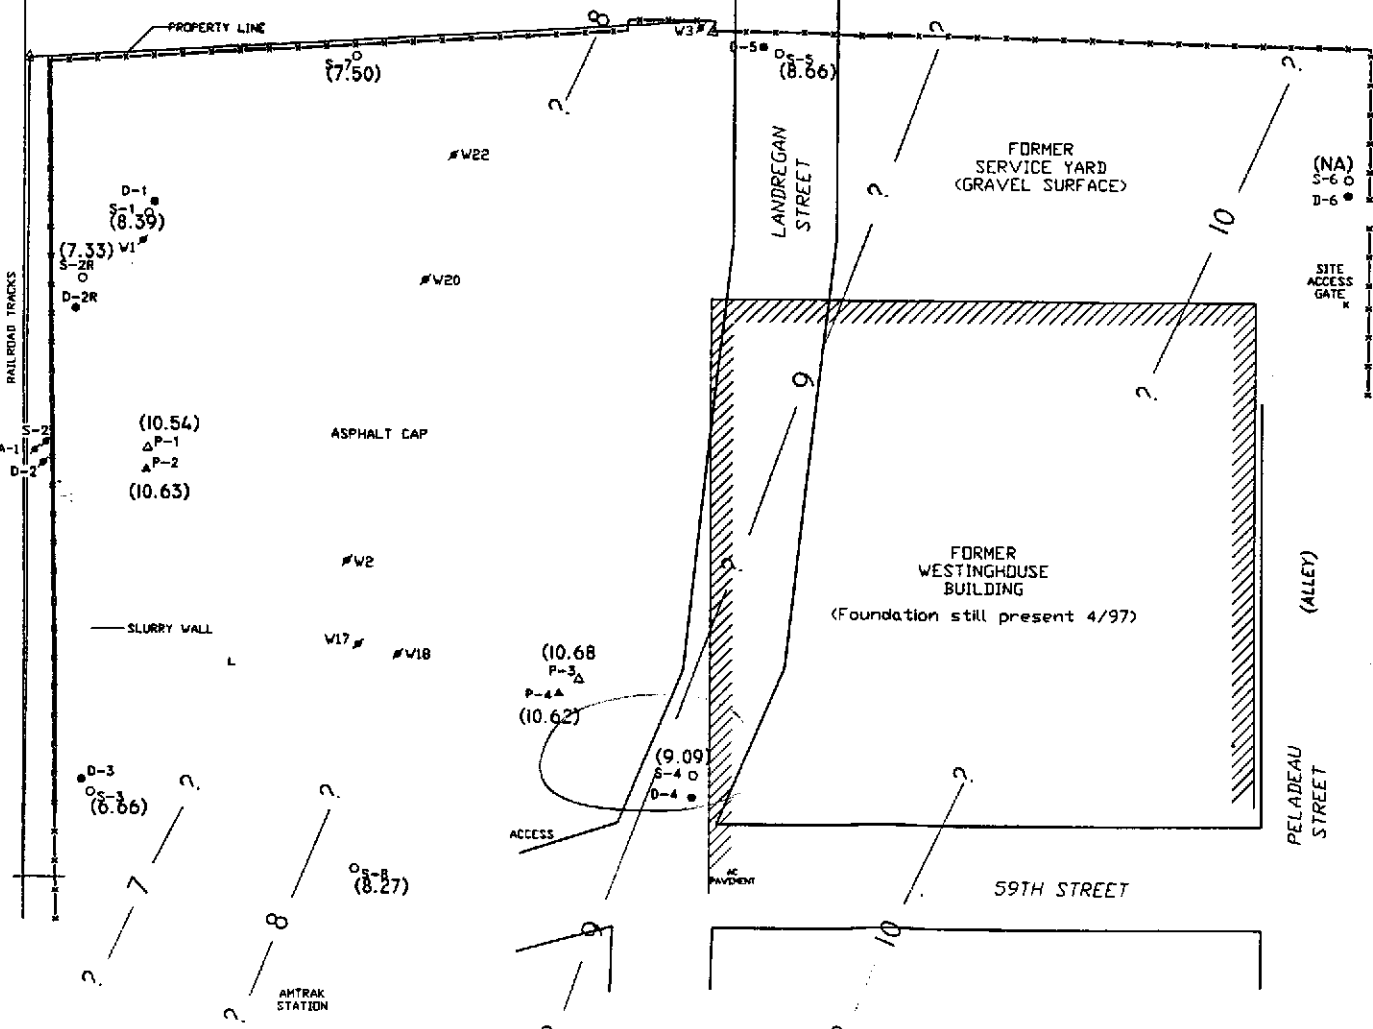 PROPERTY LINE
8
?
W3
D-5
S-5
(8.66)
?
?
S-7
(7.50)
?
W22
LANDREGAN
STREET
FORMER
SERVICE YARD
(GRAVEL SURFACE)
(NA)
S-6
D-6
D-1
S-1
(8.39)
W1
(7.33)
S-2R
D-2R
?
10
W20
SITE
ACCESS
GATE
RAILROAD TRACKS
9
?
(10.54)
P-1
P-2
(10.63)
S-2
A-1
D-2
ASPHALT CAP
W2
?
FORMER
WESTINGHOUSE
BUILDING
(Foundation still present 4/97)
(ALLEY)
SLURRY WALL
L
W17
W18
(10.68
P-3
P-4
(10.62)
(9.09)
S-4
D-4
D-3
S-3
(6.66)
?
?
?
PELADEAU
STREET
ACCESS
S-8
(8.27)
AC
PAVEMENT
59TH STREET
7
8
9
10
?
?
AMTRAK
STATION